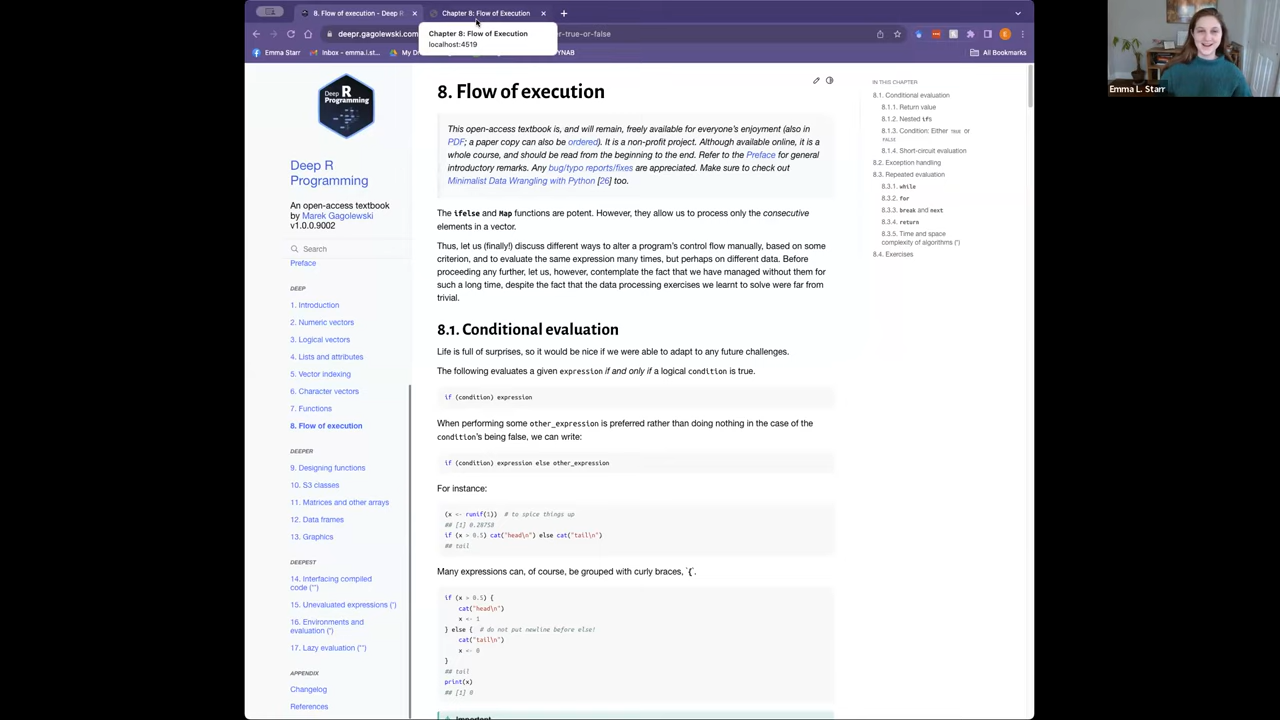 8. Flow of execution - Deep R
Chapter 8: Flow of Execution
deepr.gagolewski.com
er-true-or-false
Chapter 8: Flow of Execution
localhost:4519
Emma Starr
Inbox - emma.l.st…
My Dr
YNAB
All Bookmarks
Emma L. Starr
Deep R Programming
Deep R
Programming
An open-access textbook
by Marek Gagolewski
v1.0.0.9002
Search
Preface
DEEP
1. Introduction
2. Numeric vectors
3. Logical vectors
4. Lists and attributes
5. Vector indexing
6. Character vectors
7. Functions
8. Flow of execution
DEEPER
9. Designing functions
10. S3 classes
11. Matrices and other arrays
12. Data frames
13. Graphics
DEEPEST
14. Interfacing compiled
code (**)
15. Unevaluated expressions (*)
16. Environments and
evaluation (*)
17. Lazy evaluation (**)
APPENDIX
Changelog
References
8. Flow of execution
This open-access textbook is, and will remain, freely available for everyone's enjoyment (also in
PDF; a paper copy can also be ordered). It is a non-profit project. Although available online, it is a
whole course, and should be read from the beginning to the end. Refer to the Preface for general
introductory remarks. Any bug/typo reports/fixes are appreciated. Make sure to check out
Minimalist Data Wrangling with Python [26] too.
The ifelse and Map functions are potent. However, they allow us to process only the consecutive
elements in a vector.
Thus, let us (finally!) discuss different ways to alter a program's control flow manually, based on some
criterion, and to evaluate the same expression many times, but perhaps on different data. Before
proceeding any further, let us, however, contemplate the fact that we have managed without them for
such a long time, despite the fact that the data processing exercises we learnt to solve were far from
trivial.
8.1. Conditional evaluation
Life is full of surprises, so it would be nice if we were able to adapt to any future challenges.
The following evaluates a given expression if and only if a logical condition is true.
if (condition) expression
When performing some other_expression is preferred rather than doing nothing in the case of the
condition's being false, we can write:
if (condition) expression else other_expression
For instance:
(x <- runif(1))  # to spice things up
## [1] 0.28758
if (x > 0.5) cat("head\n") else cat("tail\n")
## tail
Many expressions can, of course, be grouped with curly braces, `{`.
if (x > 0.5) {
cat("head\n")
x <- 1
} else {  # do not put newline before else!
cat("tail\n")
x <- 0
}
## tail
print(x)
## [1] 0
Important
IN THIS CHAPTER
8.1. Conditional evaluation
8.1.1. Return value
8.1.2. Nested ifs
8.1.3. Condition: Either TRUE or
FALSE
8.1.4. Short-circuit evaluation
8.2. Exception handling
8.3. Repeated evaluation
8.3.1. while
8.3.2. for
8.3.3. break and next
8.3.4. return
8.3.5. Time and space
complexity of algorithms (*)
8.4. Exercises